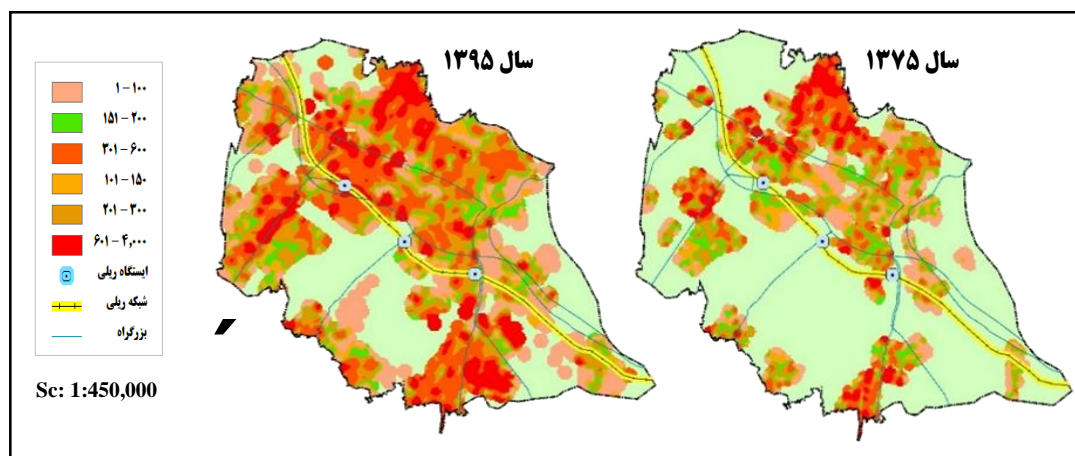 سال ۱۳۷۵
سال ۱۳۹۵
۱ – ۱۰۰
۱۵۱ – ۲۰۰
۳۰۱ – ۶۰۰
۱۰۱ – ۱۵۰
۲۰۱ – ۳۰۰
۶۰۱ – ۴,۰۰۰
ایستگاه ریلی
شبکه ریلی
بزرگراه
Sc: 1:450,000